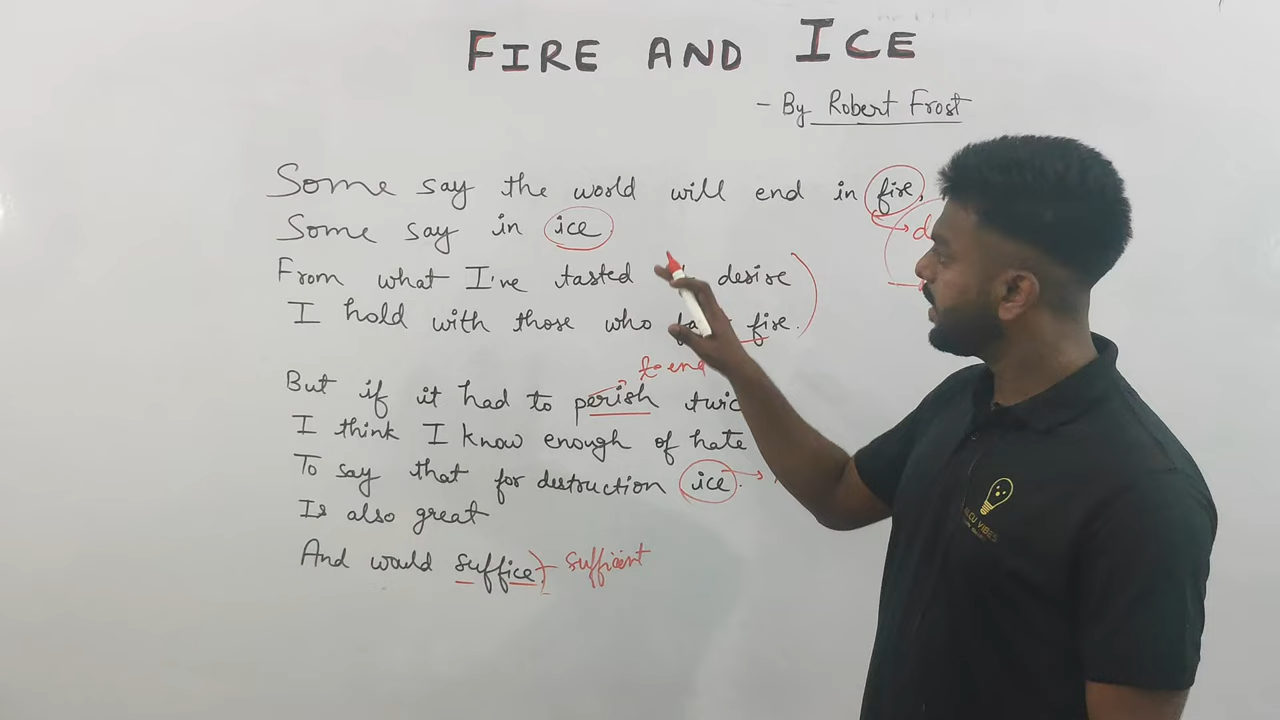 FIRE AND ICE
- By Robert Frost
Some say the world will end in fire,
Some say in ice
From what I've tasted desire
I hold with those who fire.
t-end
But if it had to perish
I think I know enough of hate
To say that for destruction ice.
Is also great
And would suffice sufficent
VIBES